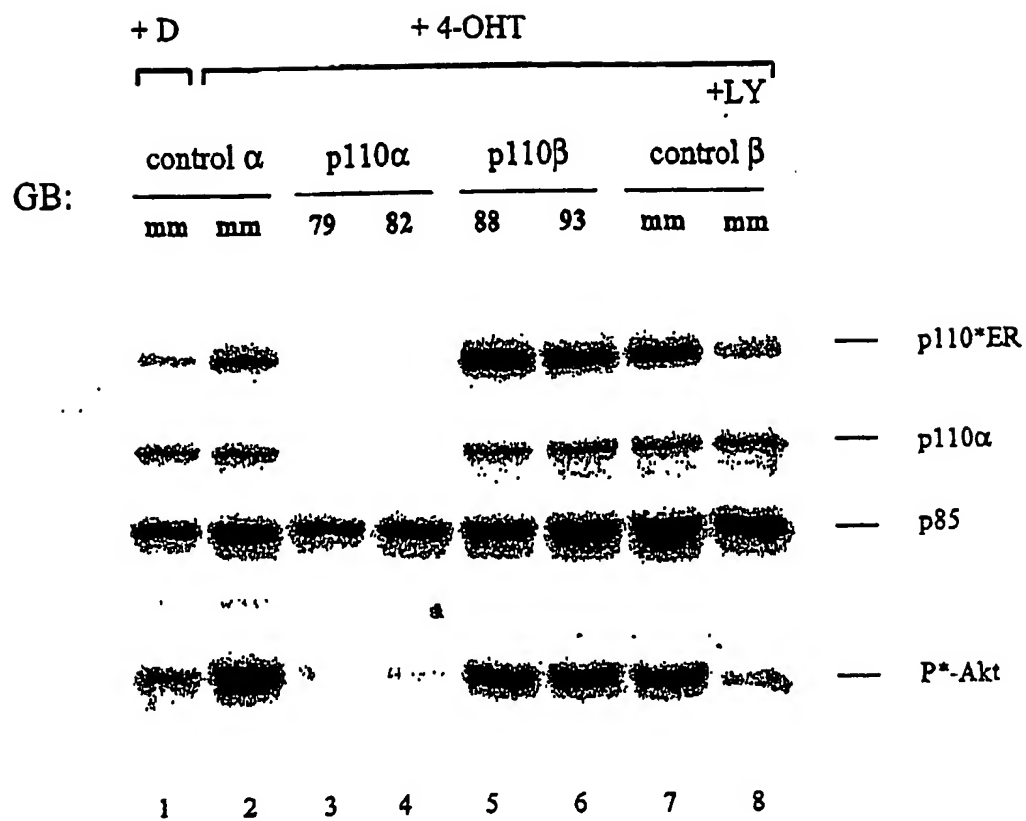 + D + 4-OHT
+LY
control α p110α p110β control β
GB:
mm mm 79 82 88 93 mm mm
p110*ER
p110α
p85
P*-Akt
1 2 3 4 5 6 7 8